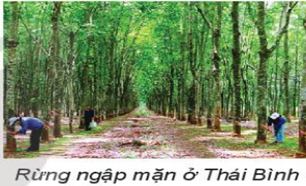 Rừng ngập mặn ở Thái Bình